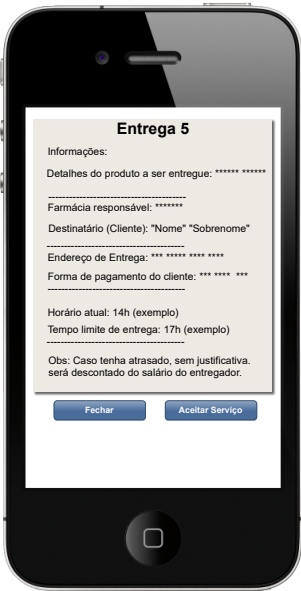 Entrega 5
Informações:
Detalhes do produto a ser entregue: ****** ******
----------------------------------------
Farmácia responsável: *******
Destinatário (Cliente): "Nome" "Sobrenome"
----------------------------------------
Endereço de Entrega: *** ***** **** ****
Forma de pagamento do cliente: *** **** ***
----------------------------------------
Horário atual: 14h (exemplo)
Tempo limite de entrega: 17h (exemplo)
----------------------------------------
Obs: Caso tenha atrasado, sem justificativa.
será descontado do salário do entregador.
Fechar Aceitar Serviço